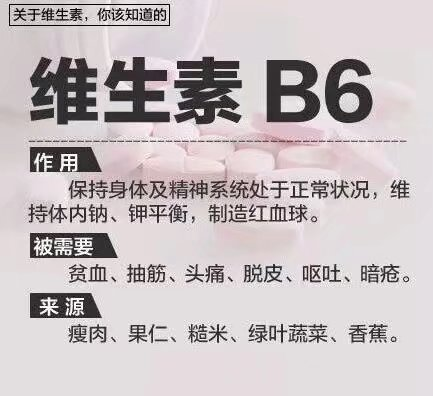 关于维生素，你该知道的
维生素 B6
作用
保持身体及精神系统处于正常状况，维
持体内钠、钾平衡，制造红血球。
被需要
贫血、抽筋、头痛、脱皮、呕吐、暗疮。
来源
瘦肉、果仁、糙米、绿叶蔬菜、香蕉。